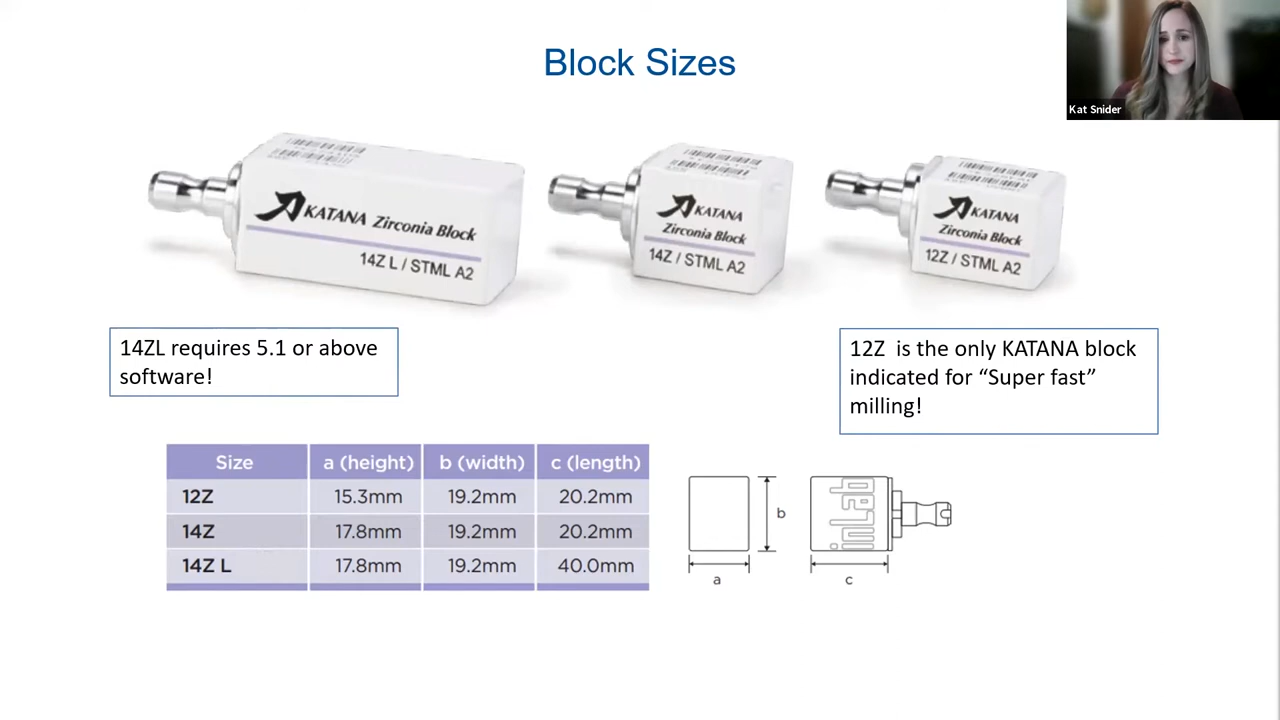 Block Sizes
Kat Snider
KATANA Zirconia Block
14Z L / STML A2
KATANA
Zirconia Block
14Z / STML A2
KATANA
Zirconia Block
12Z / STML A2
14ZL requires 5.1 or above
software!
12Z is the only KATANA block
indicated for “Super fast”
milling!
Size a (height) b (width) c (length)
12Z 15.3mm 19.2mm 20.2mm
14Z 17.8mm 19.2mm 20.2mm
14Z L 17.8mm 19.2mm 40.0mm
b
inLab
a
c